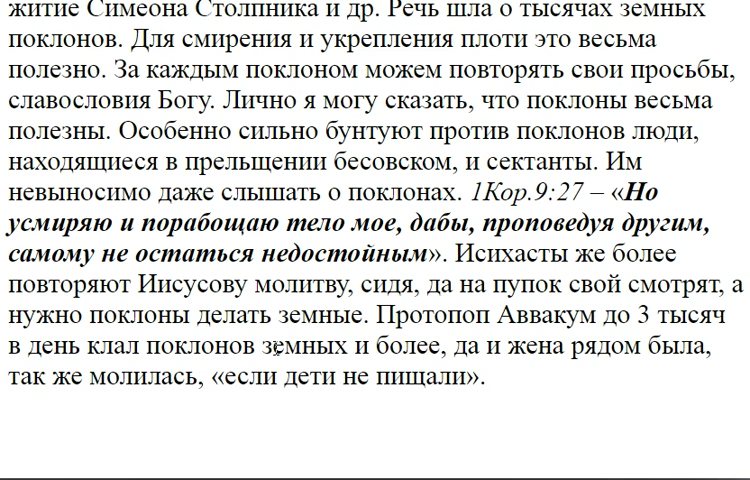 житие Симеона Столпника и др. Речь шла о тысячах земных
поклонов. Для смирения и укрепления плоти это весьма
полезно. За каждым поклоном можем повторять свои просьбы,
славословия Богу. Лично я могу сказать, что поклоны весьма
полезны. Особенно сильно бунтуют против поклонов люди,
находящиеся в прельщении бесовском, и сектанты. Им
невыносимо даже слышать о поклонах. 1Кор.9:27 – «Но
усмиряю и порабощаю тело мое, дабы, проповедуя другим,
самому не остаться недостойным». Исихасты же более
повторяют Иисусову молитву, сидя, да на пупок свой смотрят, а
нужно поклоны делать земные. Протопоп Аввакум до 3 тысяч
в день клал поклонов земных и более, да и жена рядом была,
так же молилась, «если дети не пищали».